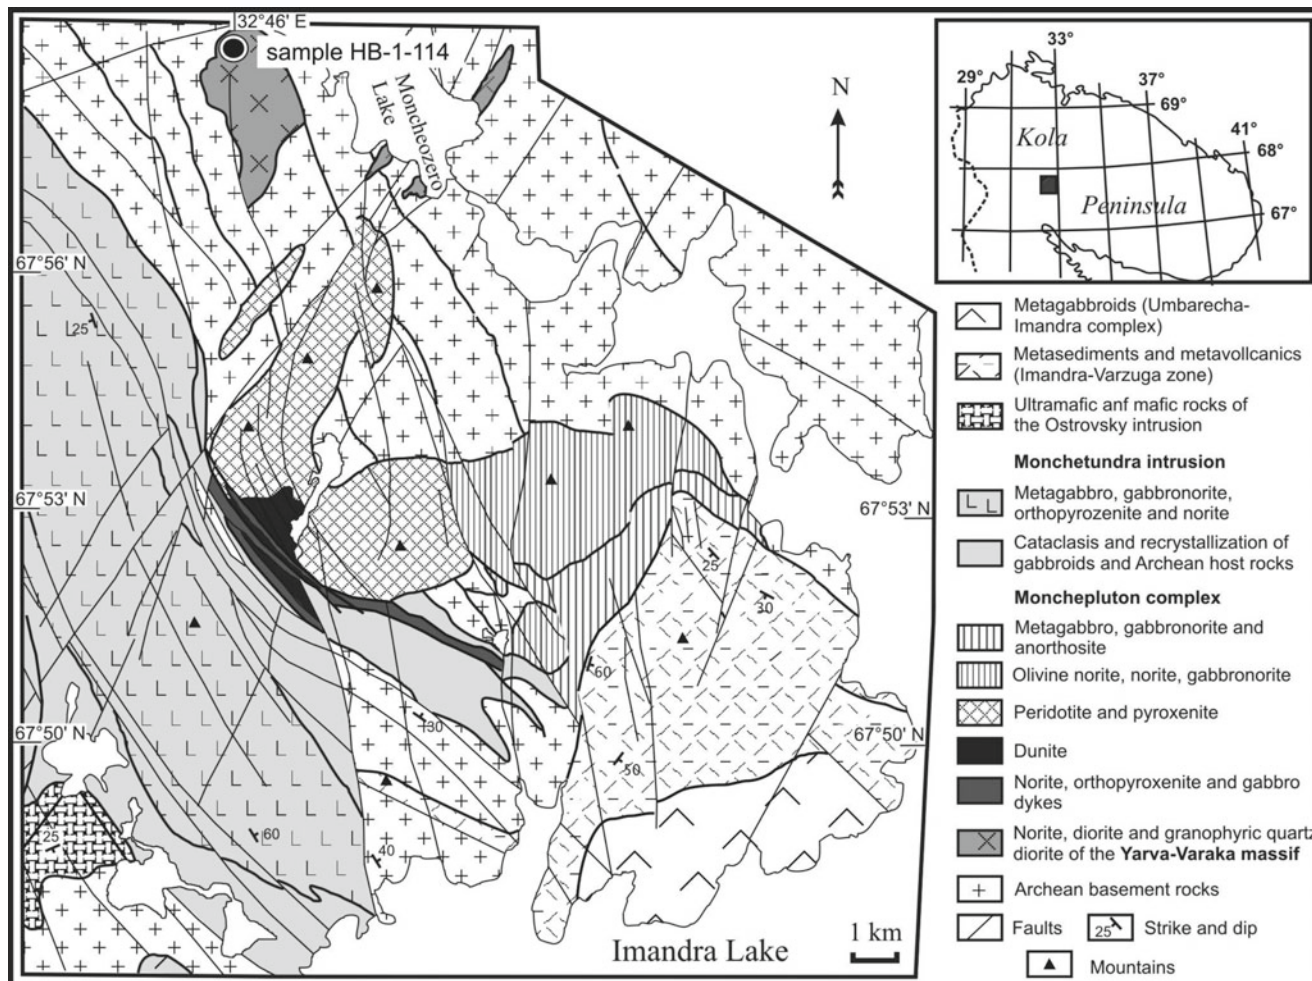 32°46' E
sample HB-1-114
Moncheozero
Lake
N
67°56' N
25
67°53' N
67°53' N
25
30
60
67°50' N
67°50' N
30
50
25
60
40
Imandra Lake
1 km
29°
33°
37°
69°
41°
68°
67°
Kola
Peninsula
Metagabbroids (Umbarecha-
Imandra complex)
Metasediments and metavollcanics
(Imandra-Varzuga zone)
Ultramafic anf mafic rocks of
the Ostrovsky intrusion
Monchetundra intrusion
Metagabbro, gabbronorite,
orthopyrozenite and norite
Cataclasis and recrystallization of
gabbroids and Archean host rocks
Monchepluton complex
Metagabbro, gabbronorite and
anorthosite
Olivine norite, norite, gabbronorite
Peridotite and pyroxenite
Dunite
Norite, orthopyroxenite and gabbro
dykes
Norite, diorite and granophyric quartz
diorite of the Yarva-Varaka massif
Archean basement rocks
Faults
25
Strike and dip
Mountains